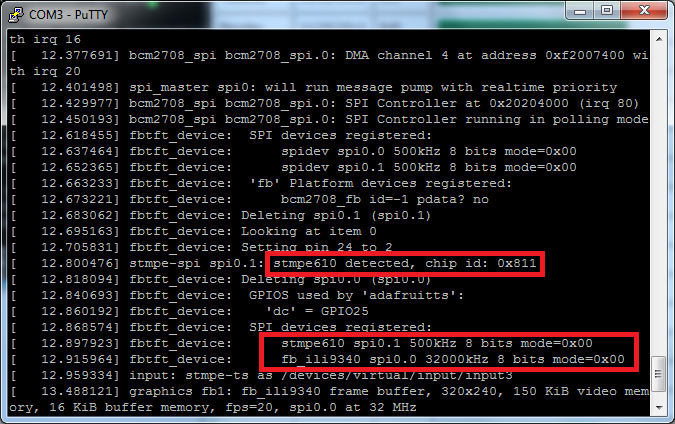 COM3 - PuTTY
th irq 16
[   12.377691] bcm2708_spi bcm2708_spi.0: DMA channel 4 at address 0xf2007400 wi
th irq 20
[   12.401498] spi_master spi0: will run message pump with realtime priority
[   12.429977] bcm2708_spi bcm2708_spi.0: SPI Controller at 0x20204000 (irq 80)
[   12.450193] bcm2708_spi bcm2708_spi.0: SPI Controller running in polling mode
[   12.618455] fbtft_device:  SPI devices registered:
[   12.637464] fbtft_device:      spidev spi0.0 500kHz 8 bits mode=0x00
[   12.652365] fbtft_device:      spidev spi0.1 500kHz 8 bits mode=0x00
[   12.663233] fbtft_device:  'fb' Platform devices registered:
[   12.673221] fbtft_device:      bcm2708_fb id=-1 pdata? no
[   12.683062] fbtft_device: Deleting spi0.1 (spi0.1)
[   12.695163] fbtft_device: Looking at item 0
[   12.705831] fbtft_device: Setting pin 24 to 2
[   12.800476] stmpe-spi spi0.1: stmpe610 detected, chip id: 0x811
[   12.818094] fbtft_device: Deleting spi0.0 (spi0.0)
[   12.840693] fbtft_device:  GPIOS used by 'adafruitts':
[   12.860192] fbtft_device:    'dc' = GPIO25
[   12.868574] fbtft_device:  SPI devices registered:
[   12.897923] fbtft_device:      stmpe610 spi0.1 500kHz 8 bits mode=0x00
[   12.915964] fbtft_device:      fb_ili9340 spi0.0 32000kHz 8 bits mode=0x00
[   12.959334] input: stmpe-ts as /devices/virtual/input/input3
[   13.488121] graphics fb1: fb_ili9340 frame buffer, 320x240, 150 KiB video mem
ory, 16 KiB buffer memory, fps=20, spi0.0 at 32 MHz